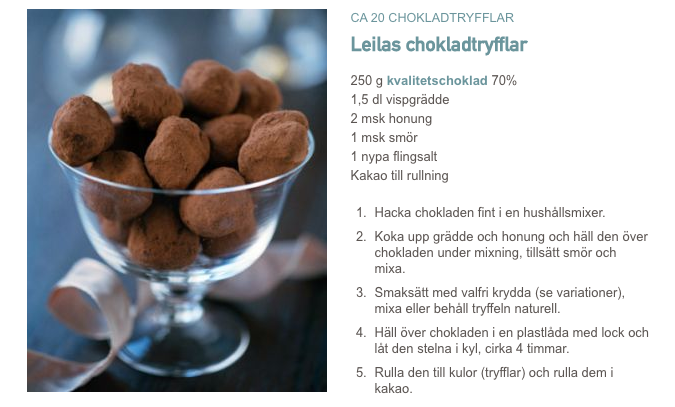 CA 20 CHOKLADTRYFFLAR
Leilas chokladtryfflar
250 g kvalitetschoklad 70%
1,5 dl vispgrädde
2 msk honung
1 msk smör
1 nypa flingsalt
Kakao till rullning
1. Hacka chokladen fint i en hushållsmixer.
2. Koka upp grädde och honung och häll den över
chokladen under mixning, tillsätt smör och
mixa.
3. Smaksätt med valfri krydda (se variationer),
mixa eller behåll tryffeln naturell.
4. Häll över chokladen i en plastlåda med lock och
låt den stelna i kyl, cirka 4 timmar.
5. Rulla den till kulor (tryfflar) och rulla dem i
kakao.